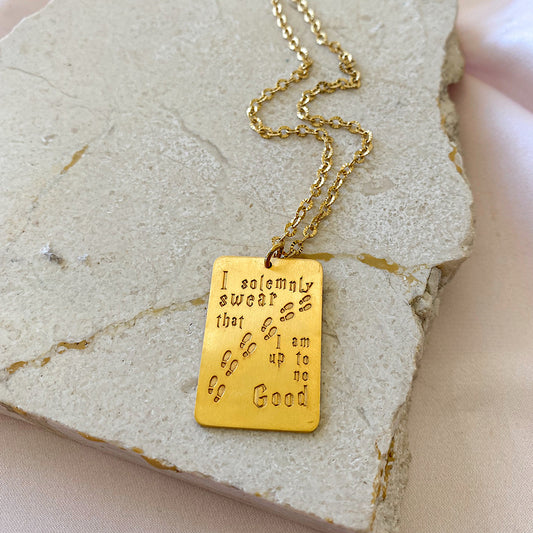 I solemnly
swear
that
I am
up to
no
Good